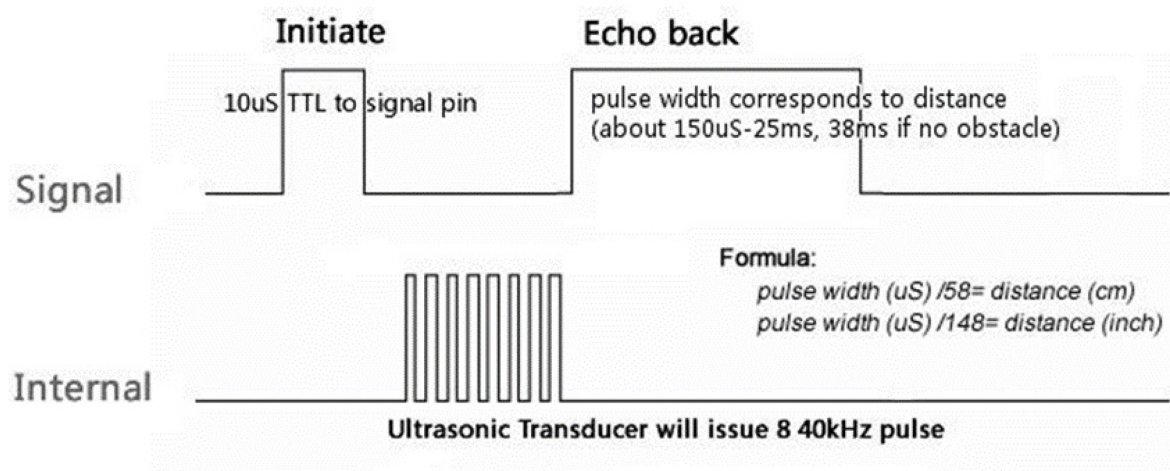 Initiate
Echo back
10uS TTL to signal pin
pulse width corresponds to distance
(about 150uS-25ms, 38ms if no obstacle)
Signal
Formula:
pulse width (uS) /58= distance (cm)
pulse width (uS) /148= distance (inch)
Internal
Ultrasonic Transducer will issue 8 40kHz pulse